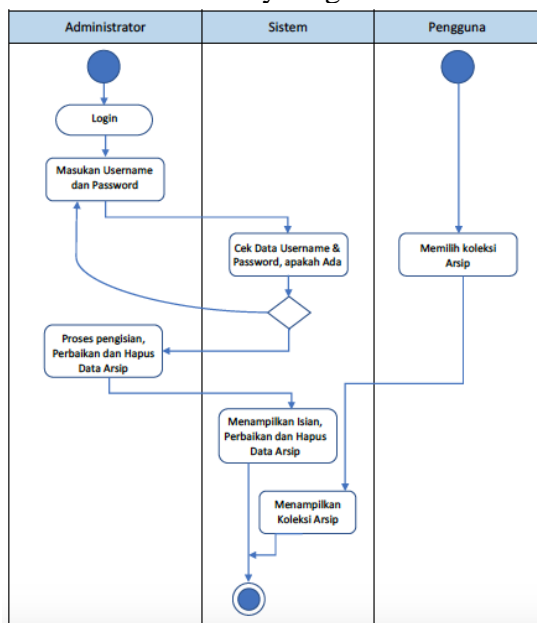 Administrator
Sistem
Pengguna
Login
Masukan Username
dan Password
Cek Data Username &
Password, apakah Ada
Memilih koleksi
Arsip
Proses pengisian,
Perbaikan dan Hapus
Data Arsip
Menampilkan Isian,
Perbaikan dan Hapus
Data Arsip
Menampilkan
Koleksi Arsip